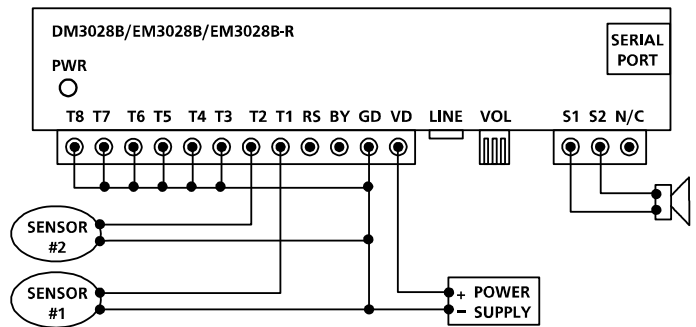 DM3028B/EM3028B/EM3028B-R
SERIAL
PORT
PWR
T8 T7 T6 T5 T4 T3 T2 T1 RS BY GD VD LINE VOL S1 S2 N/C
SENSOR
#2
SENSOR
#1
+ POWER
- SUPPLY